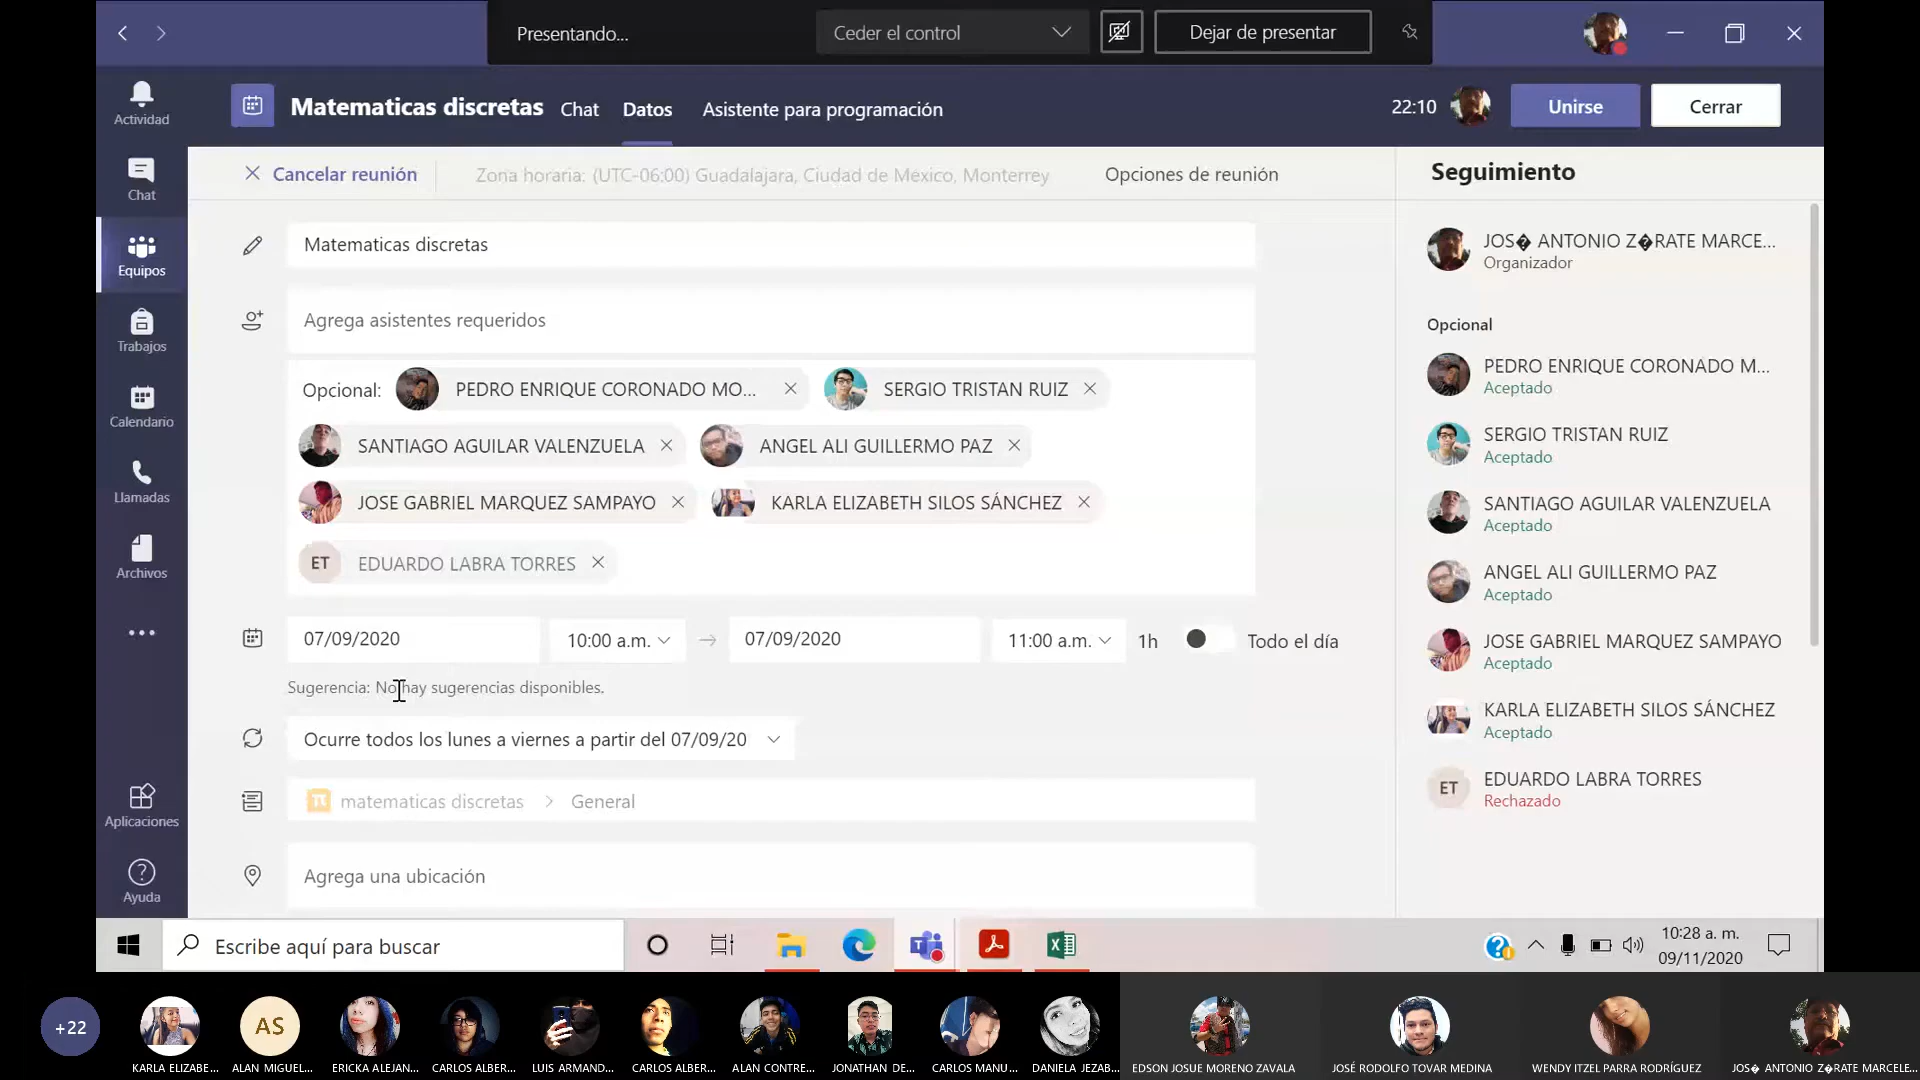 Presentando...
Ceder el control
Dejar de presentar
Actividad
Chat
Equipos
Trabajos
Calendario
Llamadas
Archivos
Aplicaciones
Ayuda
Matematicas discretas
Chat
Datos
Asistente para programación
22:10
Unirse
Cerrar
Cancelar reunión
Zona horaria: (UTC-06:00) Guadalajara, Ciudad de México, Monterrey
Opciones de reunión
Matematicas discretas
Agrega asistentes requeridos
Opcional: PEDRO ENRIQUE CORONADO MO... SERGIO TRISTAN RUIZ
SANTIAGO AGUILAR VALENZUELA ANGEL ALI GUILLERMO PAZ
JOSE GABRIEL MARQUEZ SAMPAYO KARLA ELIZABETH SILOS SÁNCHEZ
ET EDUARDO LABRA TORRES
07/09/2020 10:00 a.m. → 07/09/2020 11:00 a.m. 1h Todo el día
Sugerencia: No hay sugerencias disponibles.
Ocurre todos los lunes a viernes a partir del 07/09/20
π matematicas discretas > General
Agrega una ubicación
Seguimiento
JOS� ANTONIO Z�RATE MARCE...
Organizador
Opcional
PEDRO ENRIQUE CORONADO M...
Aceptado
SERGIO TRISTAN RUIZ
Aceptado
SANTIAGO AGUILAR VALENZUELA
Aceptado
ANGEL ALI GUILLERMO PAZ
Aceptado
JOSE GABRIEL MARQUEZ SAMPAYO
Aceptado
KARLA ELIZABETH SILOS SÁNCHEZ
Aceptado
ET EDUARDO LABRA TORRES
Rechazado
Escribe aquí para buscar
10:28 a. m.
09/11/2020
+22
AS
KARLA ELIZABE...
ALAN MIGUEL...
ERICKA ALEJAN...
CARLOS ALBER...
LUIS ARMAND...
CARLOS ALBER...
ALAN CONTRE...
JONATHAN DE...
CARLOS MANU...
DANIELA JEZAB...
EDSON JOSUE MORENO ZAVALA
JOSÉ RODOLFO TOVAR MEDINA
WENDY ITZEL PARRA RODRÍGUEZ
JOS� ANTONIO Z�RATE MARCELE...